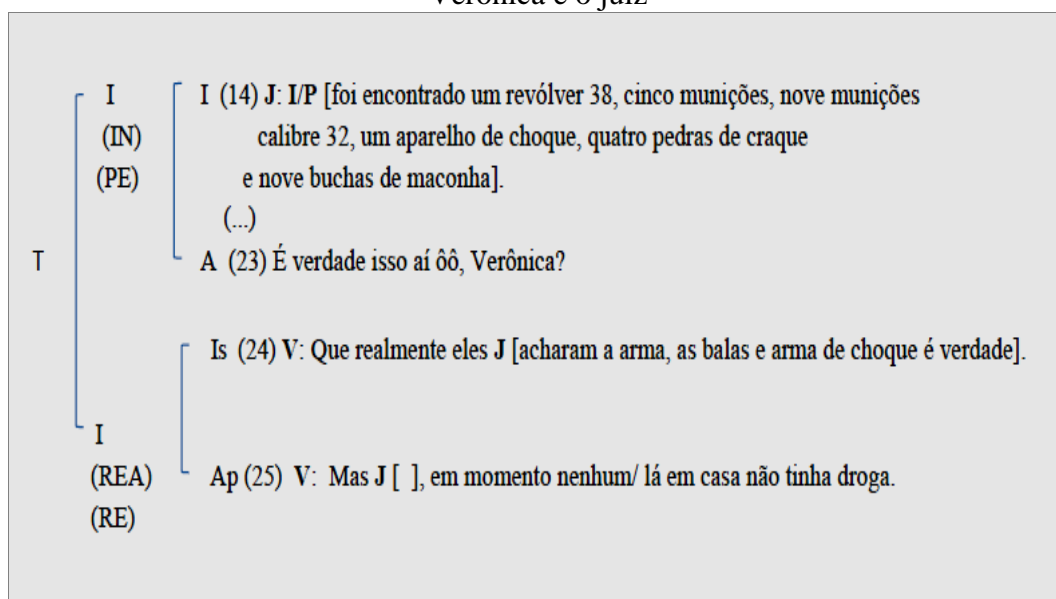 Verônica e o juiz
I I (14) J: I/P [foi encontrado um revólver 38, cinco munições, nove munições
(IN) calibre 32, um aparelho de choque, quatro pedras de craque
(PE) e nove buchas de maconha].
(...)
T A (23) É verdade isso aí ôô, Verônica?
Is (24) V: Que realmente eles J [acharam a arma, as balas e arma de choque é verdade].
I
(REA) Ap (25) V: Mas J [ ], em momento nenhum/ lá em casa não tinha droga.
(RE)